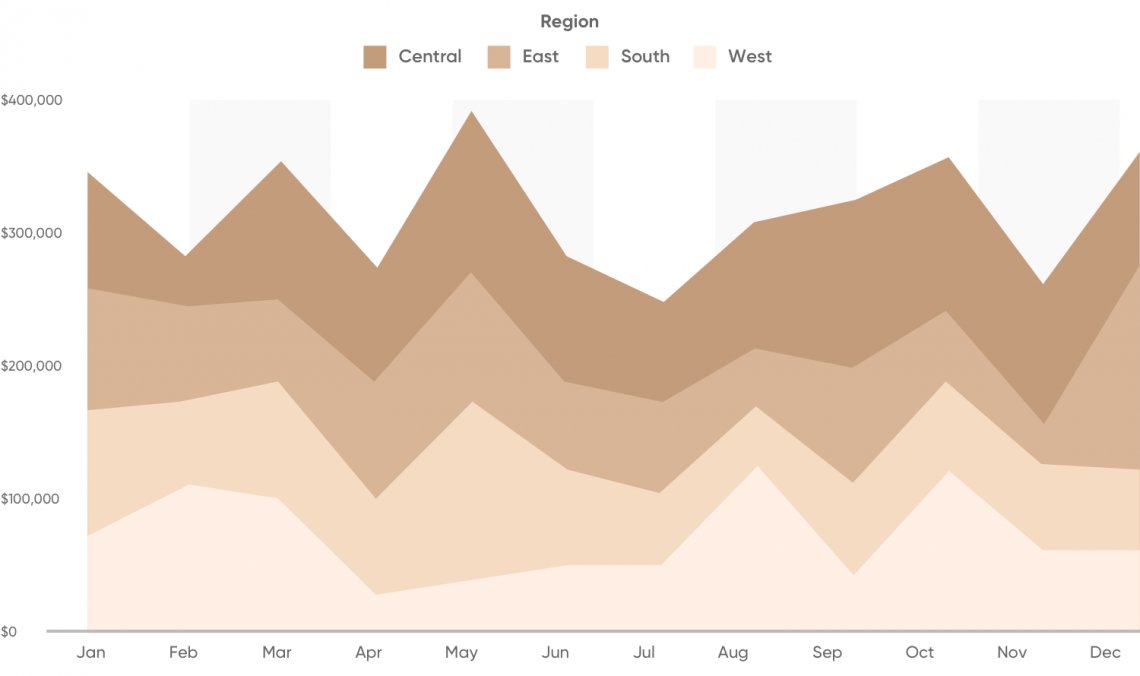 Region
Central East South West
$400,000
$300,000
$200,000
$100,000
$0
Jan Feb Mar Apr May Jun Jul Aug Sep Oct Nov Dec